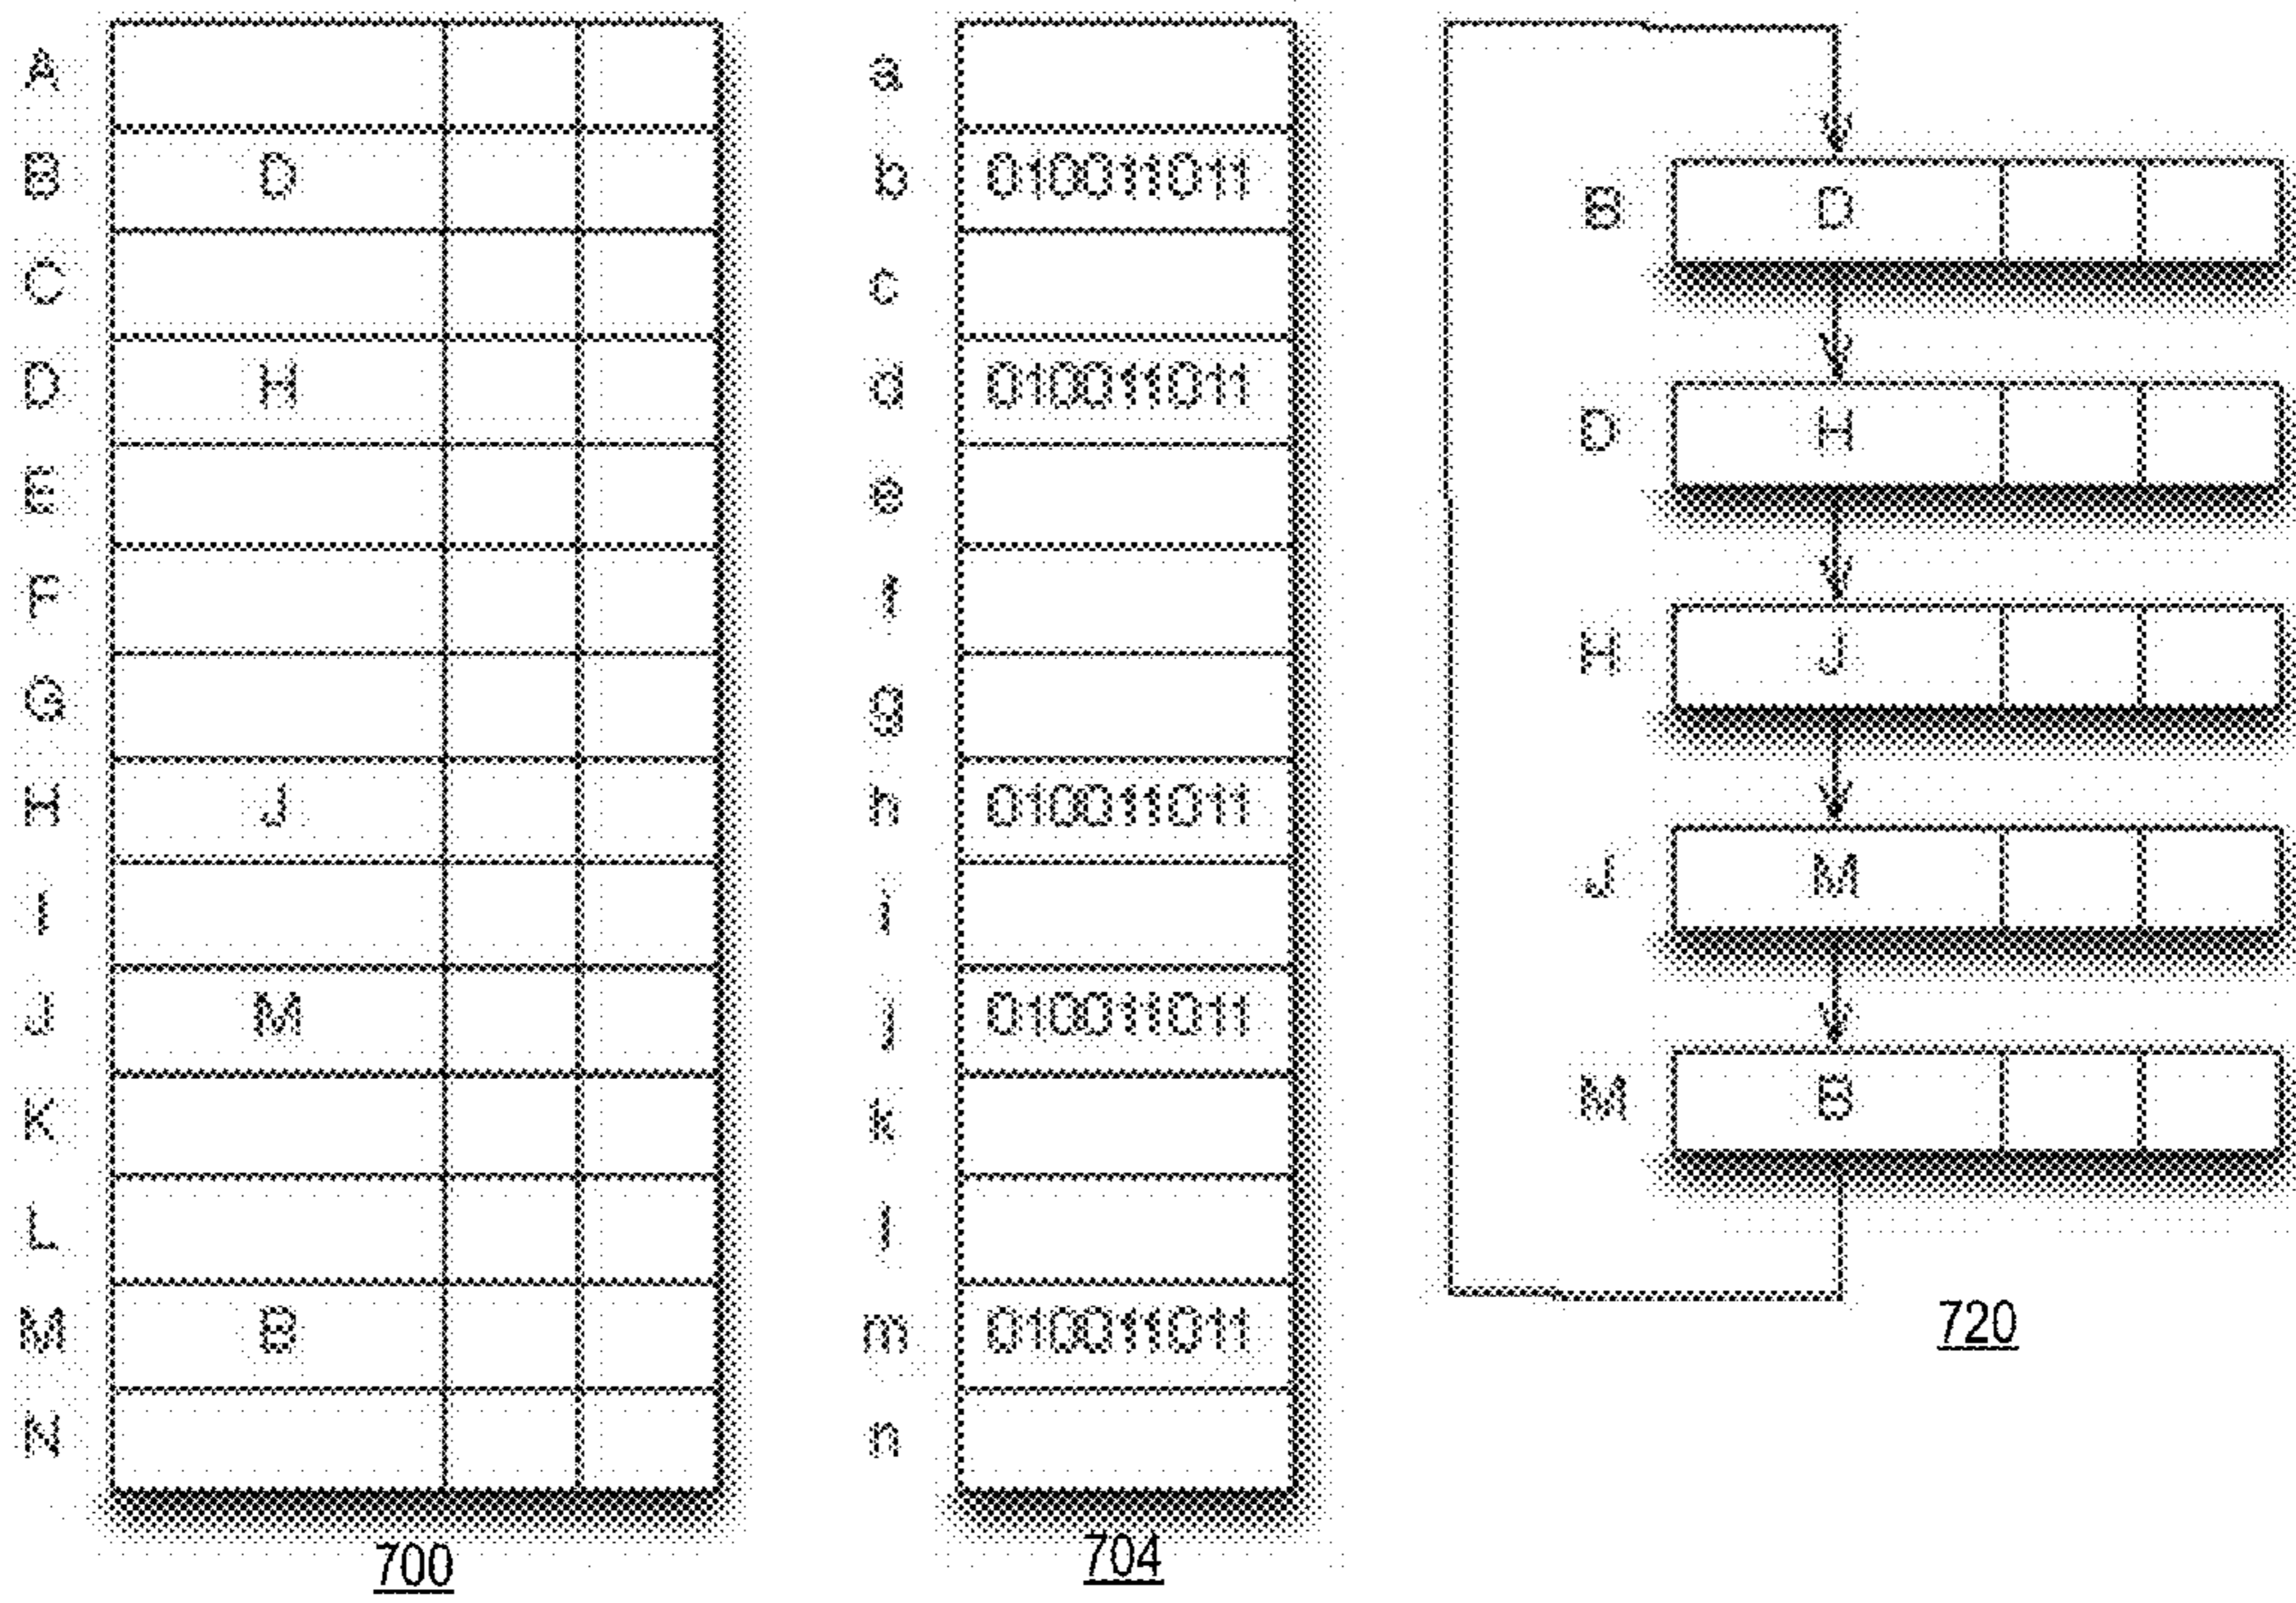 A a
B D b 010011011 B D
C c
D H d 010011011 D H
E e
F f
G g H J
H J h 010011011
I i J M
J M j 010011011
K k M B
L l
M B m 010011011
720
N n
700 704